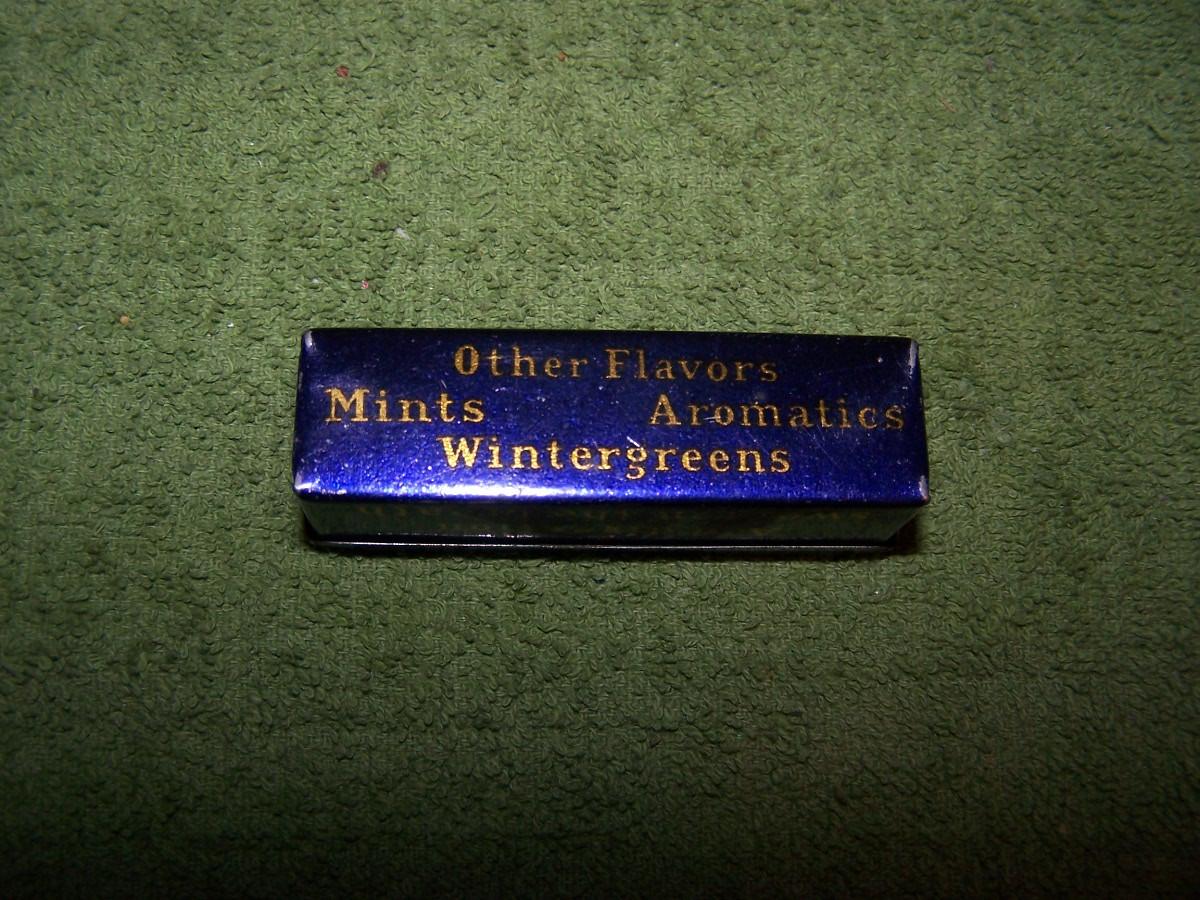 Other Flavors
Mints Aromatics
Wintergreens